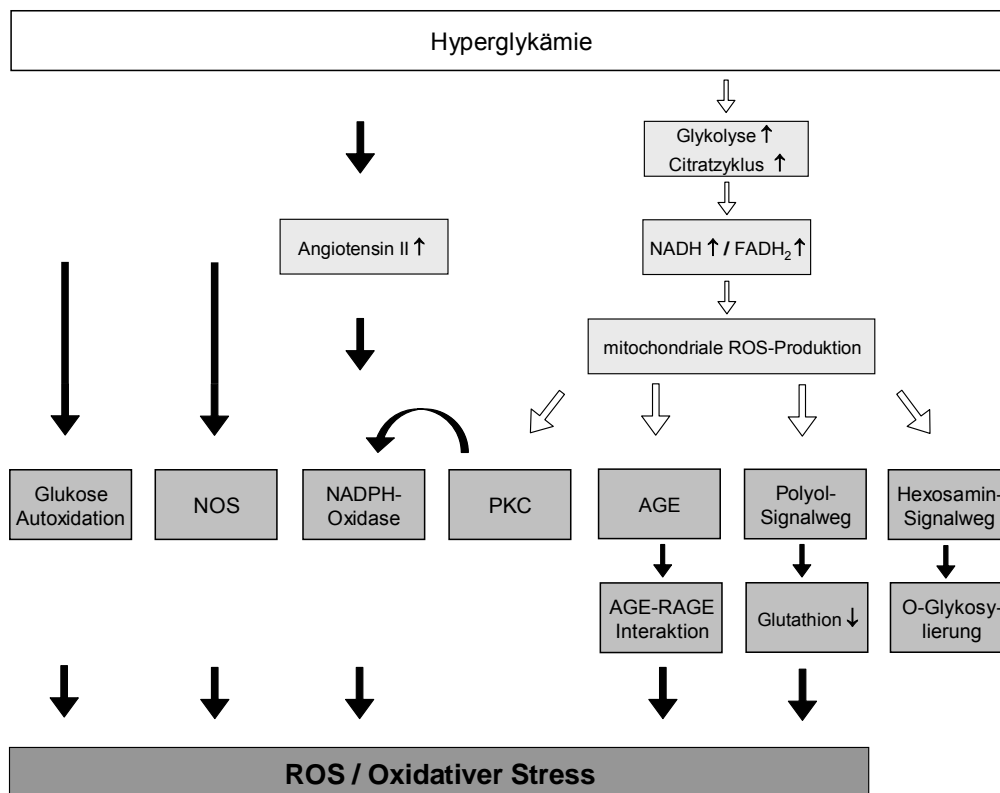 Hyperglykämie
Glykolyse ↑
Citratzyklus ↑
Angiotensin II ↑
NADH ↑ / FADH₂ ↑
mitochondriale ROS-Produktion
Glukose
Autoxidation
NOS
NADPH-
Oxidase
PKC
AGE
Polyol-
Signalweg
Hexosamin-
Signalweg
AGE-RAGE
Interaktion
Glutathion ↓
O-Glykosy-
lierung
ROS / Oxidativer Stress